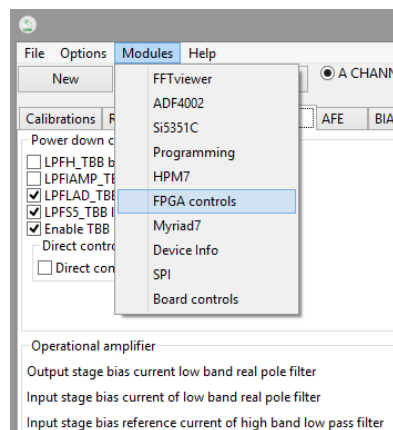 File Options Modules Help
New
A CHANN
FFTviewer
ADF4002
Si5351C
Programming
HPM7
FPGA controls
Myriad7
Device Info
SPI
Board controls
Calibrations R AFE BIA
Power down c
LPFH_TBB b
LPFIAMP_TB
LPFLAD_TBB
LPFS5_TBB l
Enable TBB
Direct contro
Direct con
Operational amplifier
Output stage bias current low band real pole filter
Input stage bias current of low band real pole filter
Input stage bias reference current of high band low pass filter